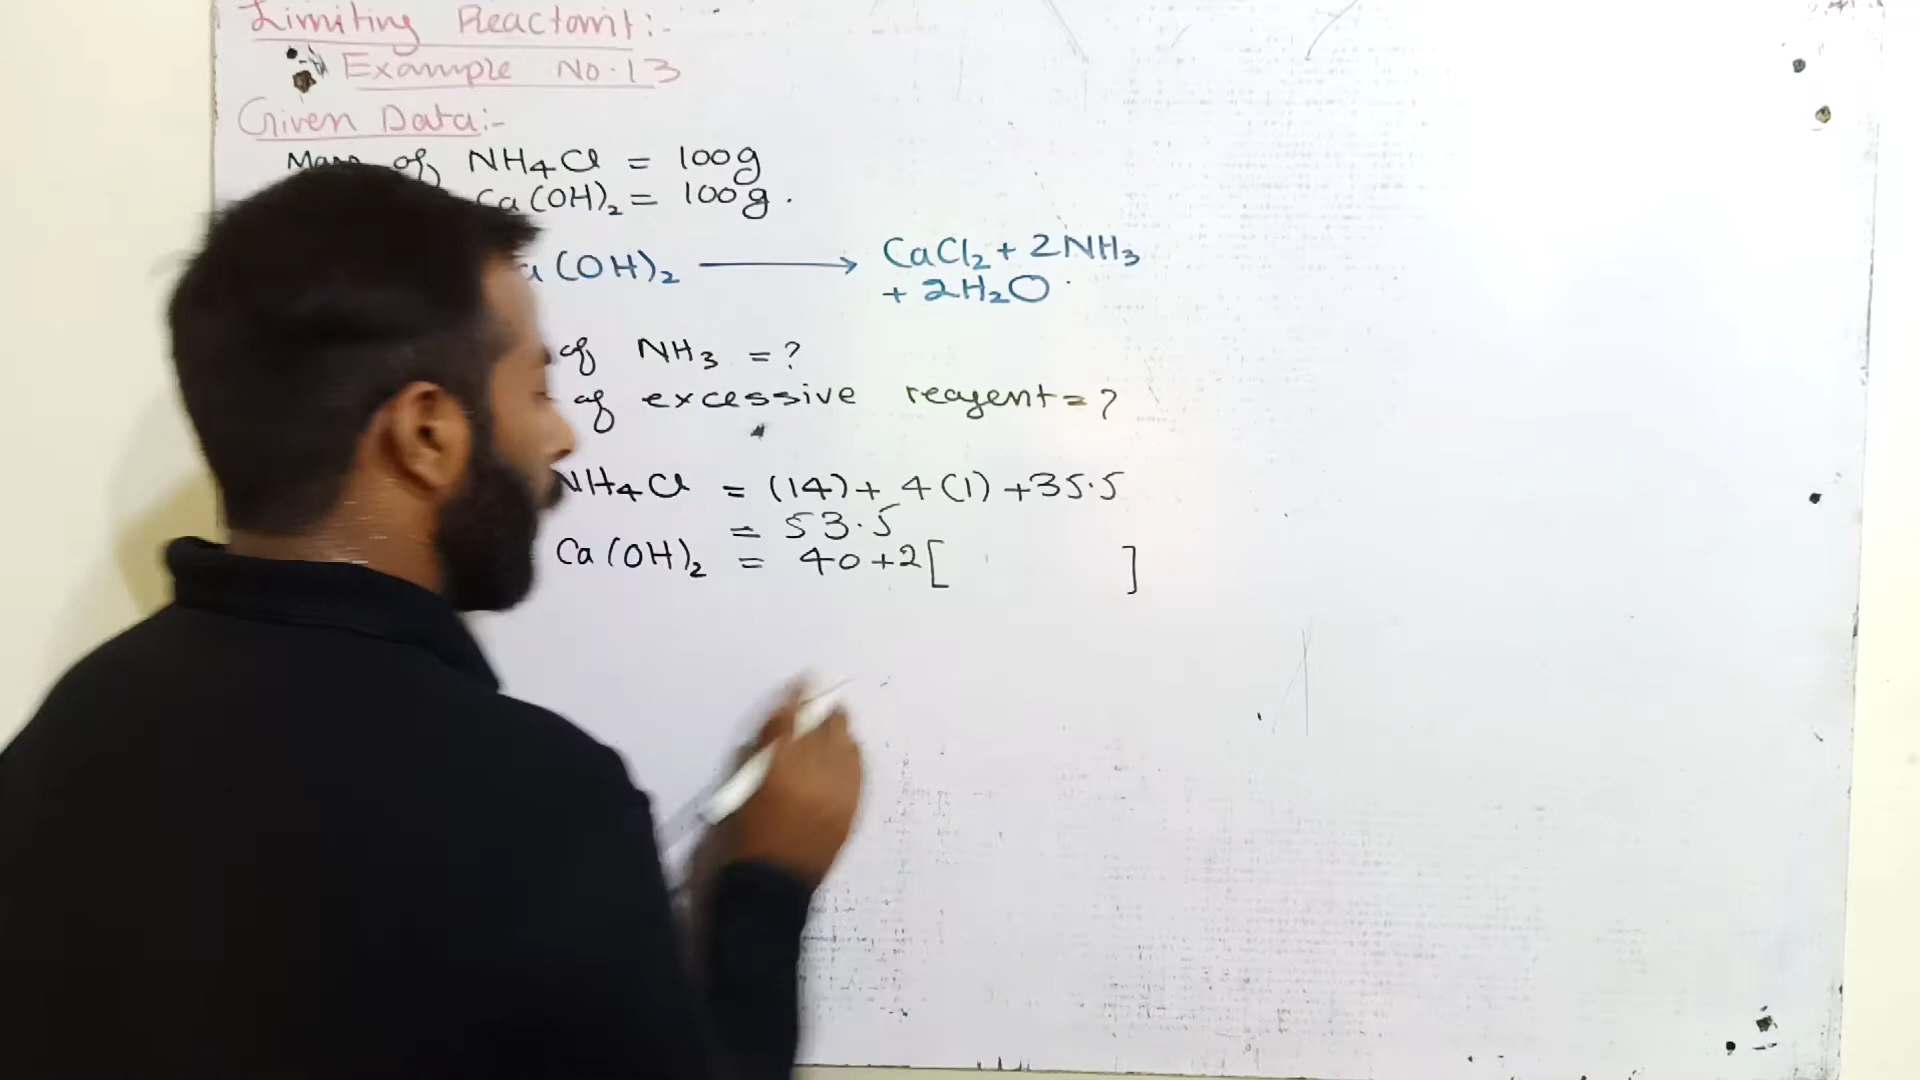 Limiting Reactant:-
Example No.13
Given Data:-
Mass of NH4Cl = 100g
Ca(OH)2 = 100g.
(OH)2 ⟶ CaCl2 + 2NH3
+ 2H2O
of NH3 = ?
of excessive reagent = ?
NH4Cl = (14) + 4(1) + 35.5
= 53.5
Ca(OH)2 = 40+2[ ]